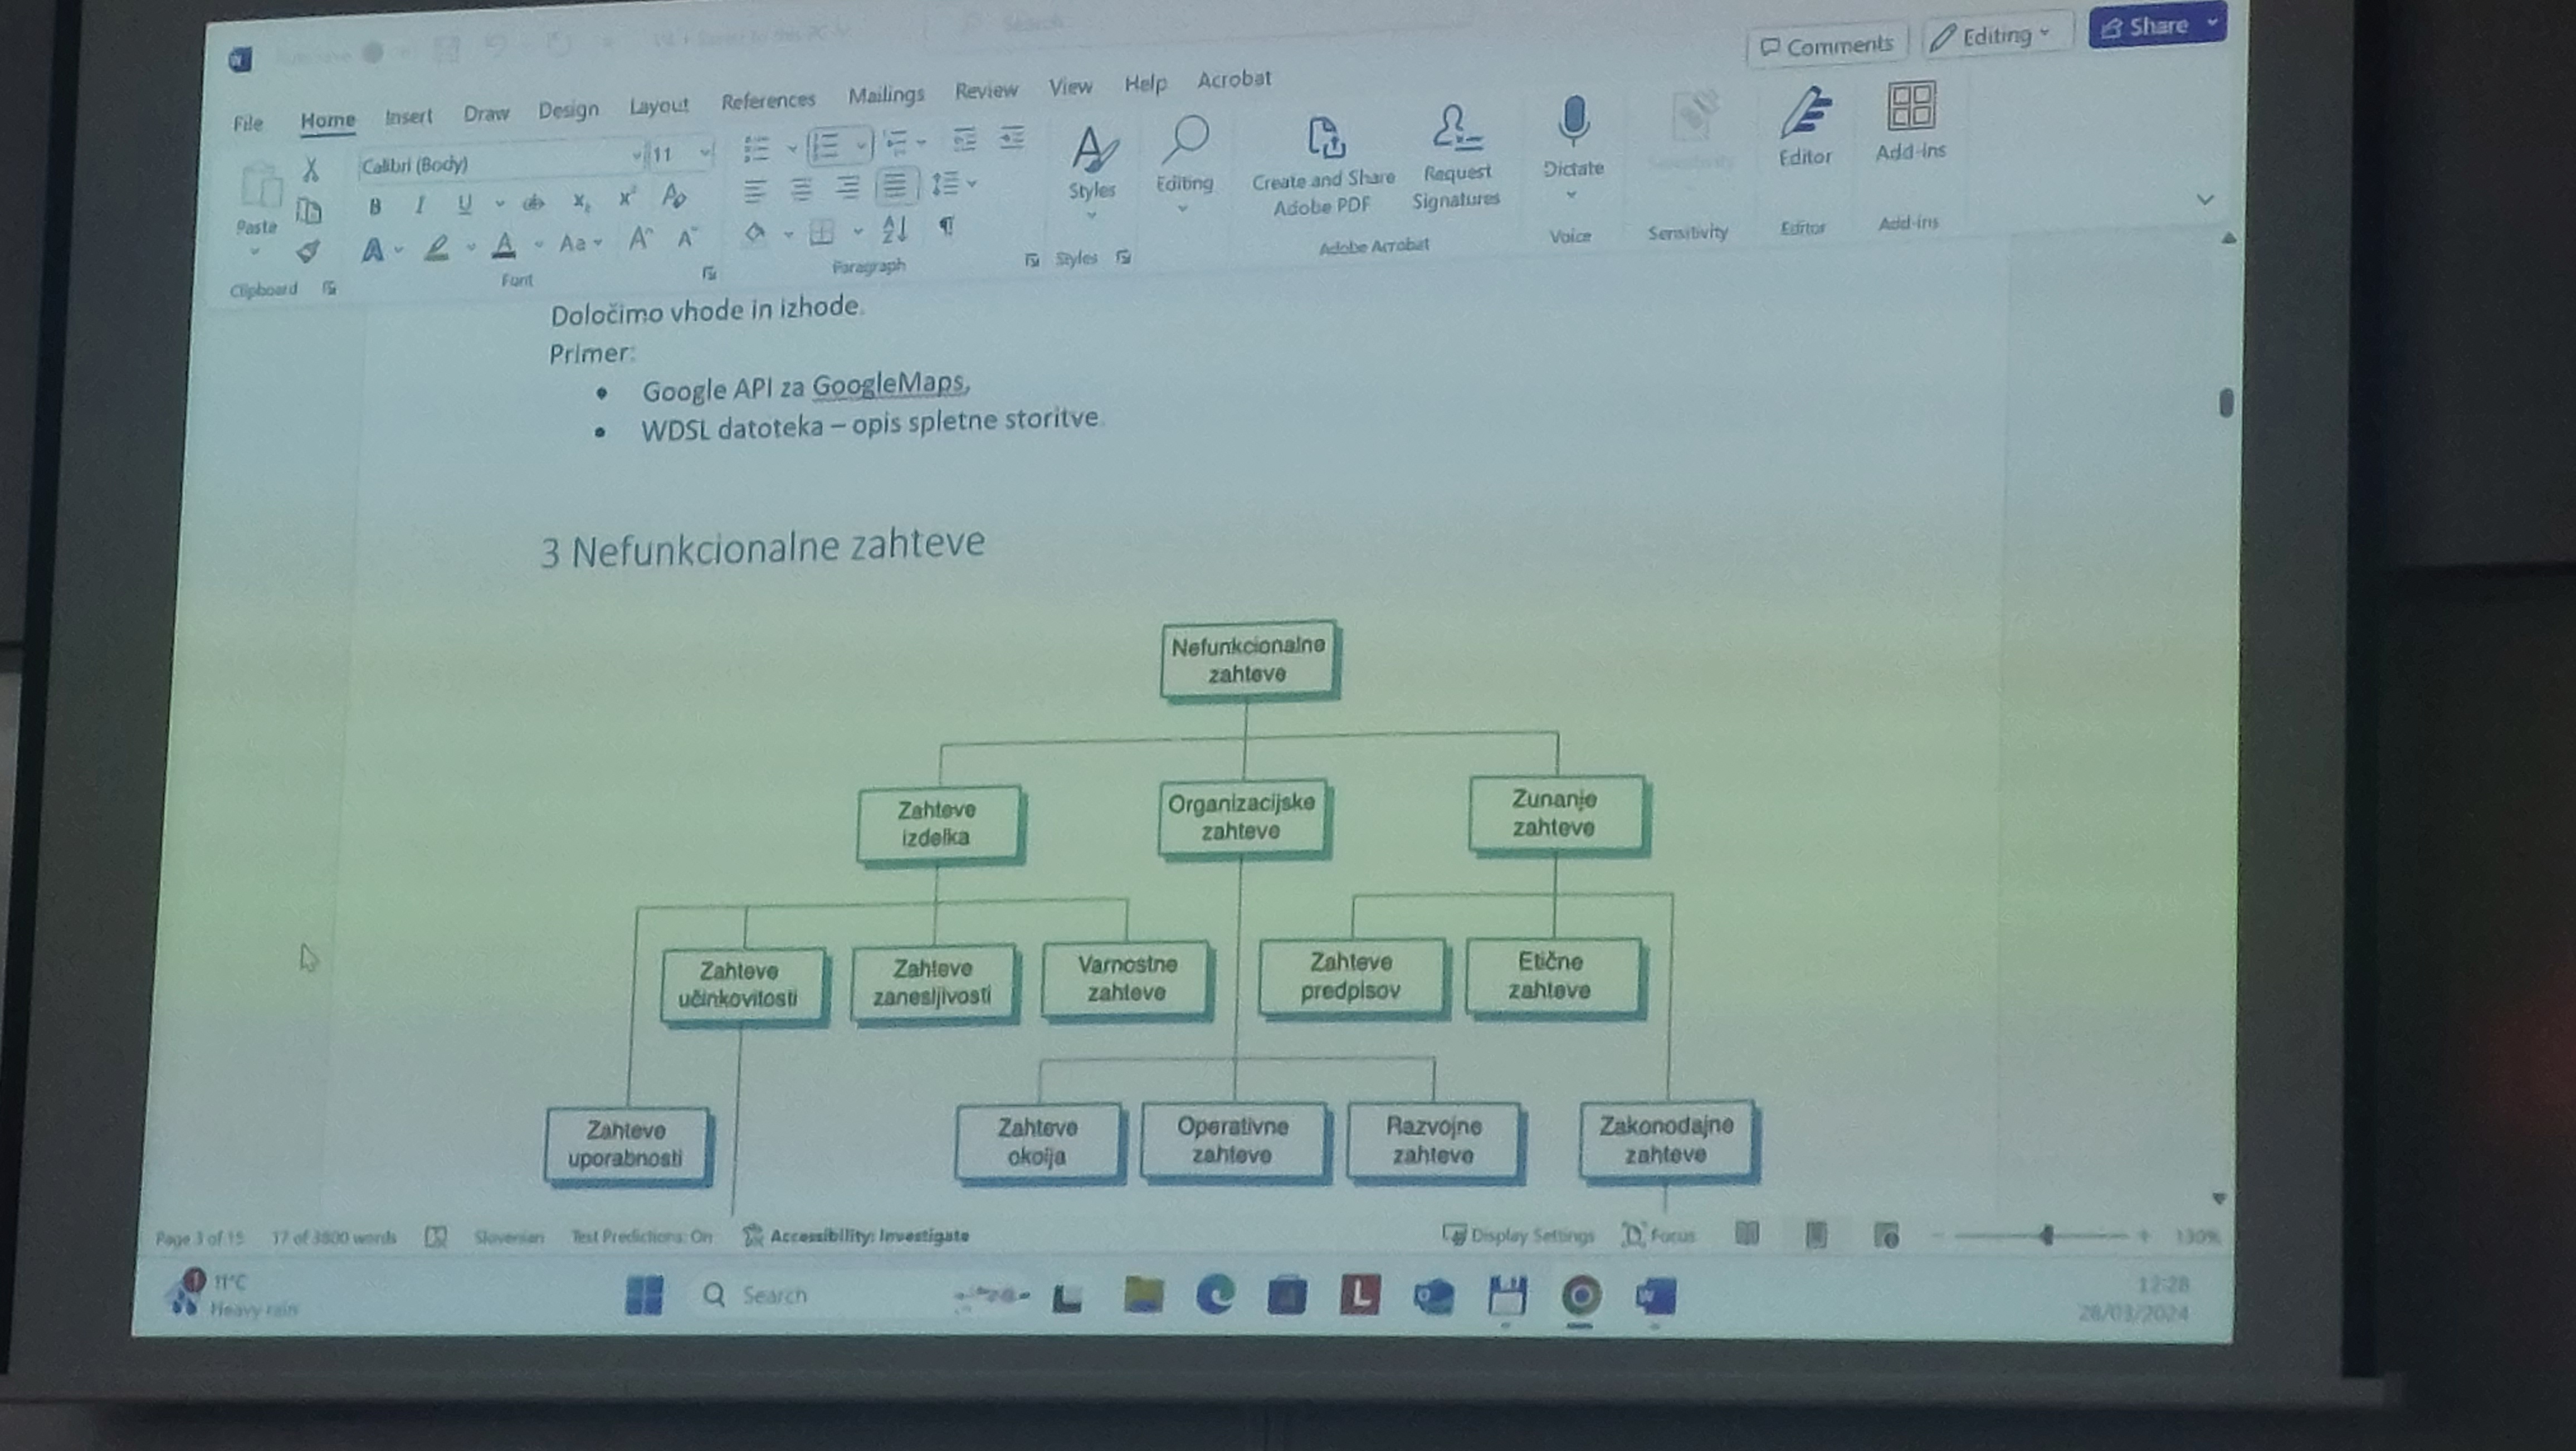 Search
Comments
Editing
Share
File Home Insert Draw Design Layout References Mailings Review View Help Acrobat
Calibri (Body)
11
Paste
B I U ab x x² A
A A Aa A A
Styles
Editing
Create and Share
Adobe PDF
Request
Signatures
Dictate
Editor
Add-ins
Clipboard
Font
Paragraph
Styles
Adobe Acrobat
Voice
Sensitivity
Editor
Add-ins
Določimo vhode in izhode.
Primer:
• Google API za GoogleMaps,
• WDSL datoteka – opis spletne storitve
3 Nefunkcionalne zahteve
Nefunkcionalne
zahteve
Zahteve
izdelka
Organizacijske
zahteve
Zunanje
zahteve
Zahteve
učinkovitosti
Zahteve
zanesljivosti
Varnostne
zahteve
Zahteve
predpisov
Etične
zahteve
Zahteve
uporabnosti
Zahteve
okolja
Operativne
zahteve
Razvojne
zahteve
Zakonodajne
zahteve
Page 3 of 15 17 of 3800 words Slovenian Text Predictions: On Accessibility: Investigate Display Settings Focus 130%
1
11°C
Heavy rain
Search
L
12:28
28/03/2024